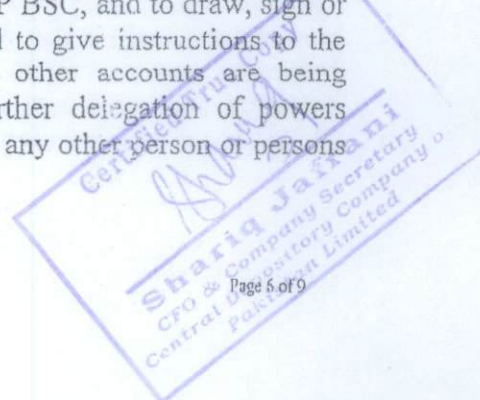 P BSC, and to draw, sign or
to give instructions to the
other accounts are being
rther delegation of powers
any other person or persons
Certified True Copy
Shariq Jafrani
CFO & Company Secretary
Central Depository Company o
Pakistan Limited
Page 6 of 9